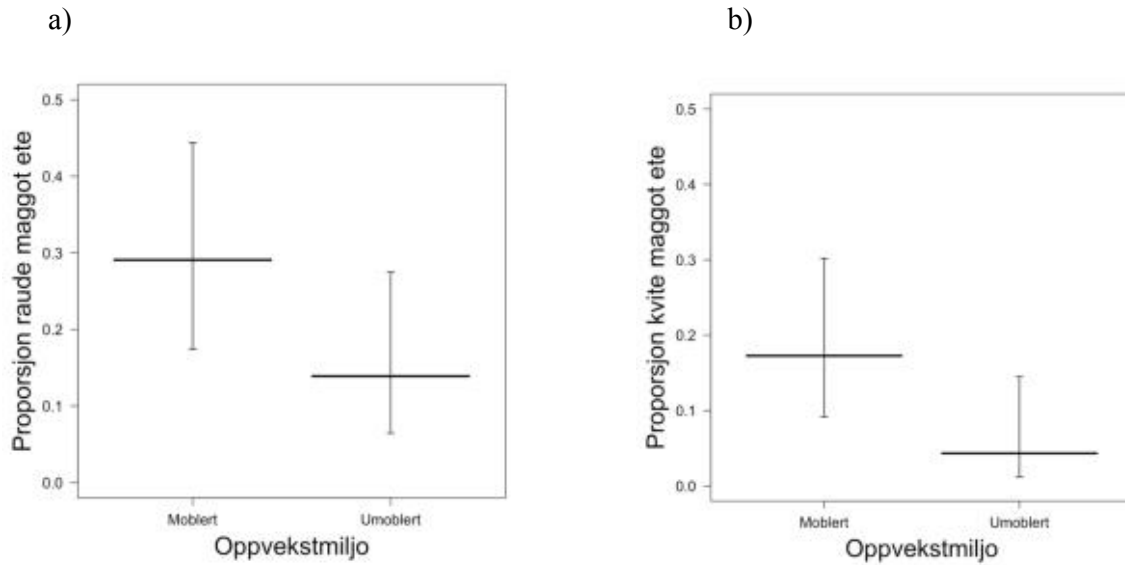 a)
b)
Proporsjon raude maggot ete
0.5
0.4
0.3
0.2
0.1
0.0
Moblert
Umoblert
Oppvekstmiljo
Proporsjon kvite maggot ete
0.5
0.4
0.3
0.2
0.1
0.0
Moblert
Umoblert
Oppvekstmiljo